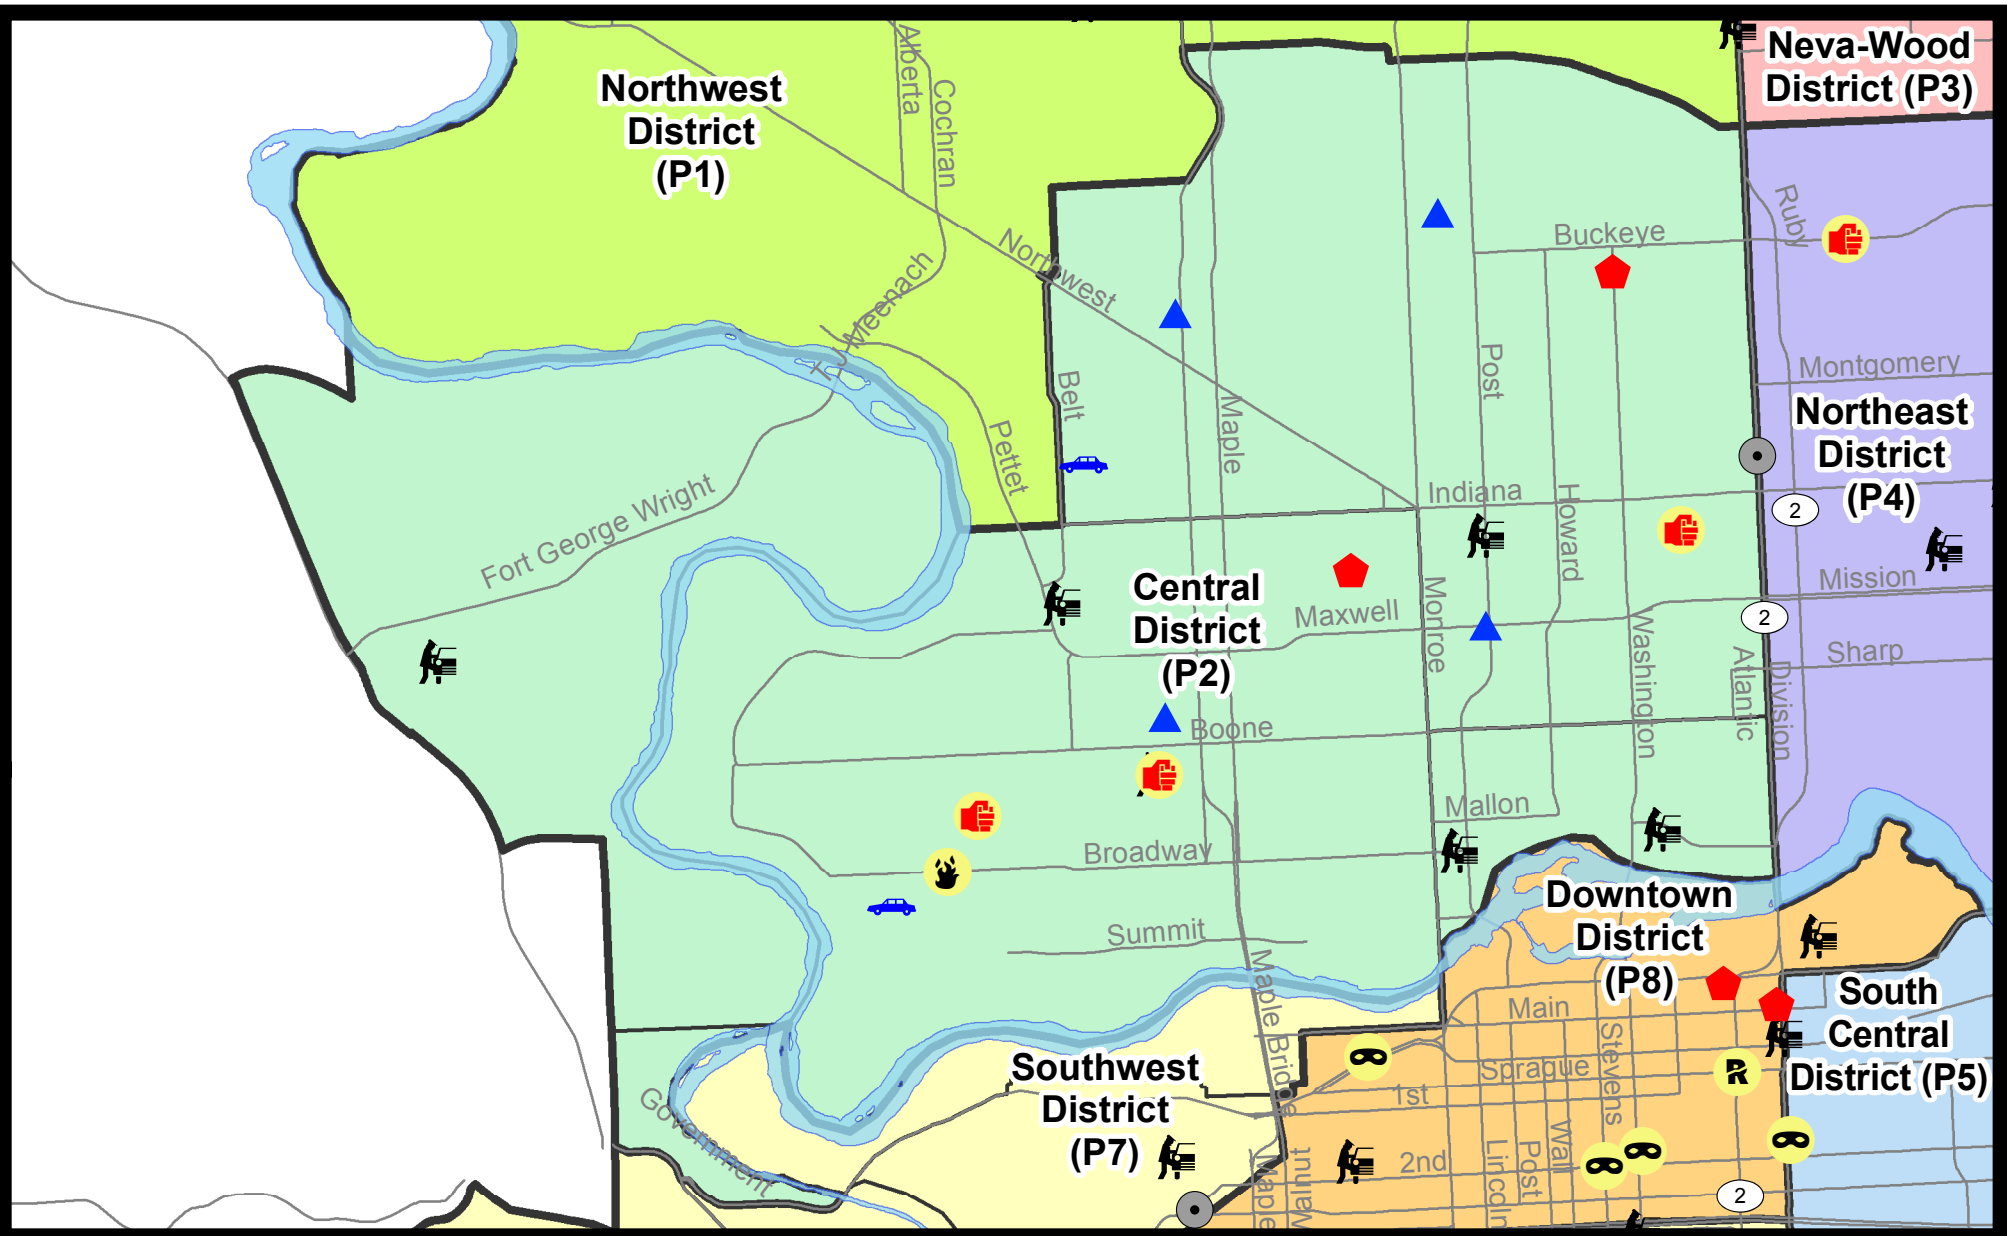 Neva-Wood
District (P3)
Northwest
District
(P1)
Alberta
Cochran
Ruby
Buckeye
Northwest
T J Meenach
Montgomery
Belt
Post
Maple
Northeast
District
(P4)
Pettet
Indiana
Howard
2
Fort George Wright
Mission
Central
District
(P2)
Maxwell
Monroe
2
Washington
Sharp
Atlantic
Division
Boone
Mallon
Broadway
Downtown
District
(P8)
Summit
Maple Bridge
Main
South
Central
District (P5)
Southwest
District
(P7)
Stevens
Sprague
R
1st
Government
Wall
Post
Lincoln
2nd
Walnut
Maple
2